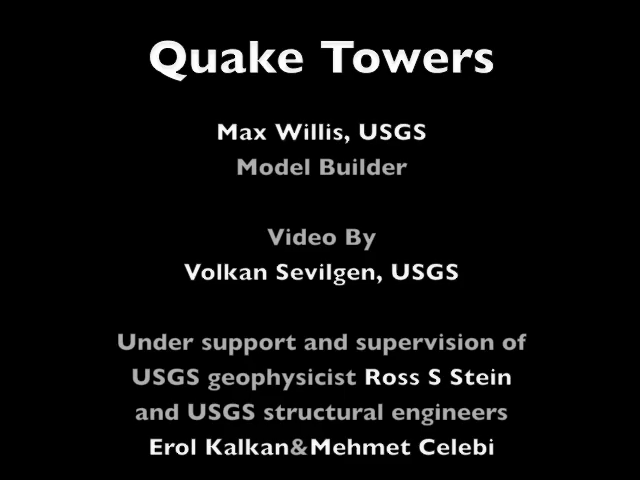 Quake Towers
Max Willis, USGS
Model Builder
Video By
Volkan Sevilgen, USGS
Under support and supervision of
USGS geophysicist Ross S Stein
and USGS structural engineers
Erol Kalkan&Mehmet Celebi